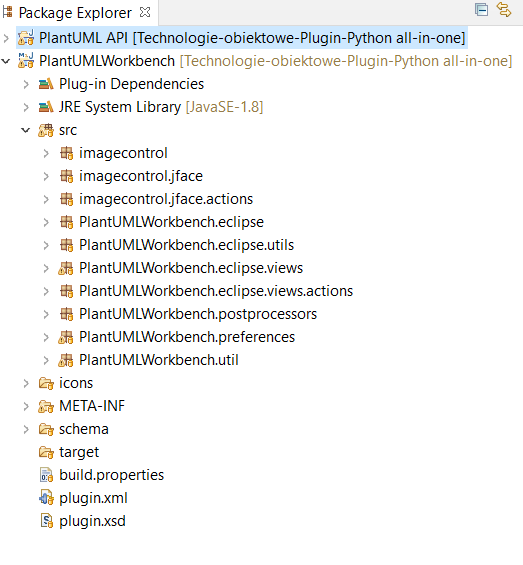 Package Explorer
PlantUML API [Technologie-obiektowe-Plugin-Python all-in-one]
PlantUMLWorkbench [Technologie-obiektowe-Plugin-Python all-in-one]
Plug-in Dependencies
JRE System Library [JavaSE-1.8]
src
imagecontrol
imagecontrol.jface
imagecontrol.jface.actions
PlantUMLWorkbench.eclipse
PlantUMLWorkbench.eclipse.utils
PlantUMLWorkbench.eclipse.views
PlantUMLWorkbench.eclipse.views.actions
PlantUMLWorkbench.postprocessors
PlantUMLWorkbench.preferences
PlantUMLWorkbench.util
icons
META-INF
schema
target
build.properties
plugin.xml
plugin.xsd